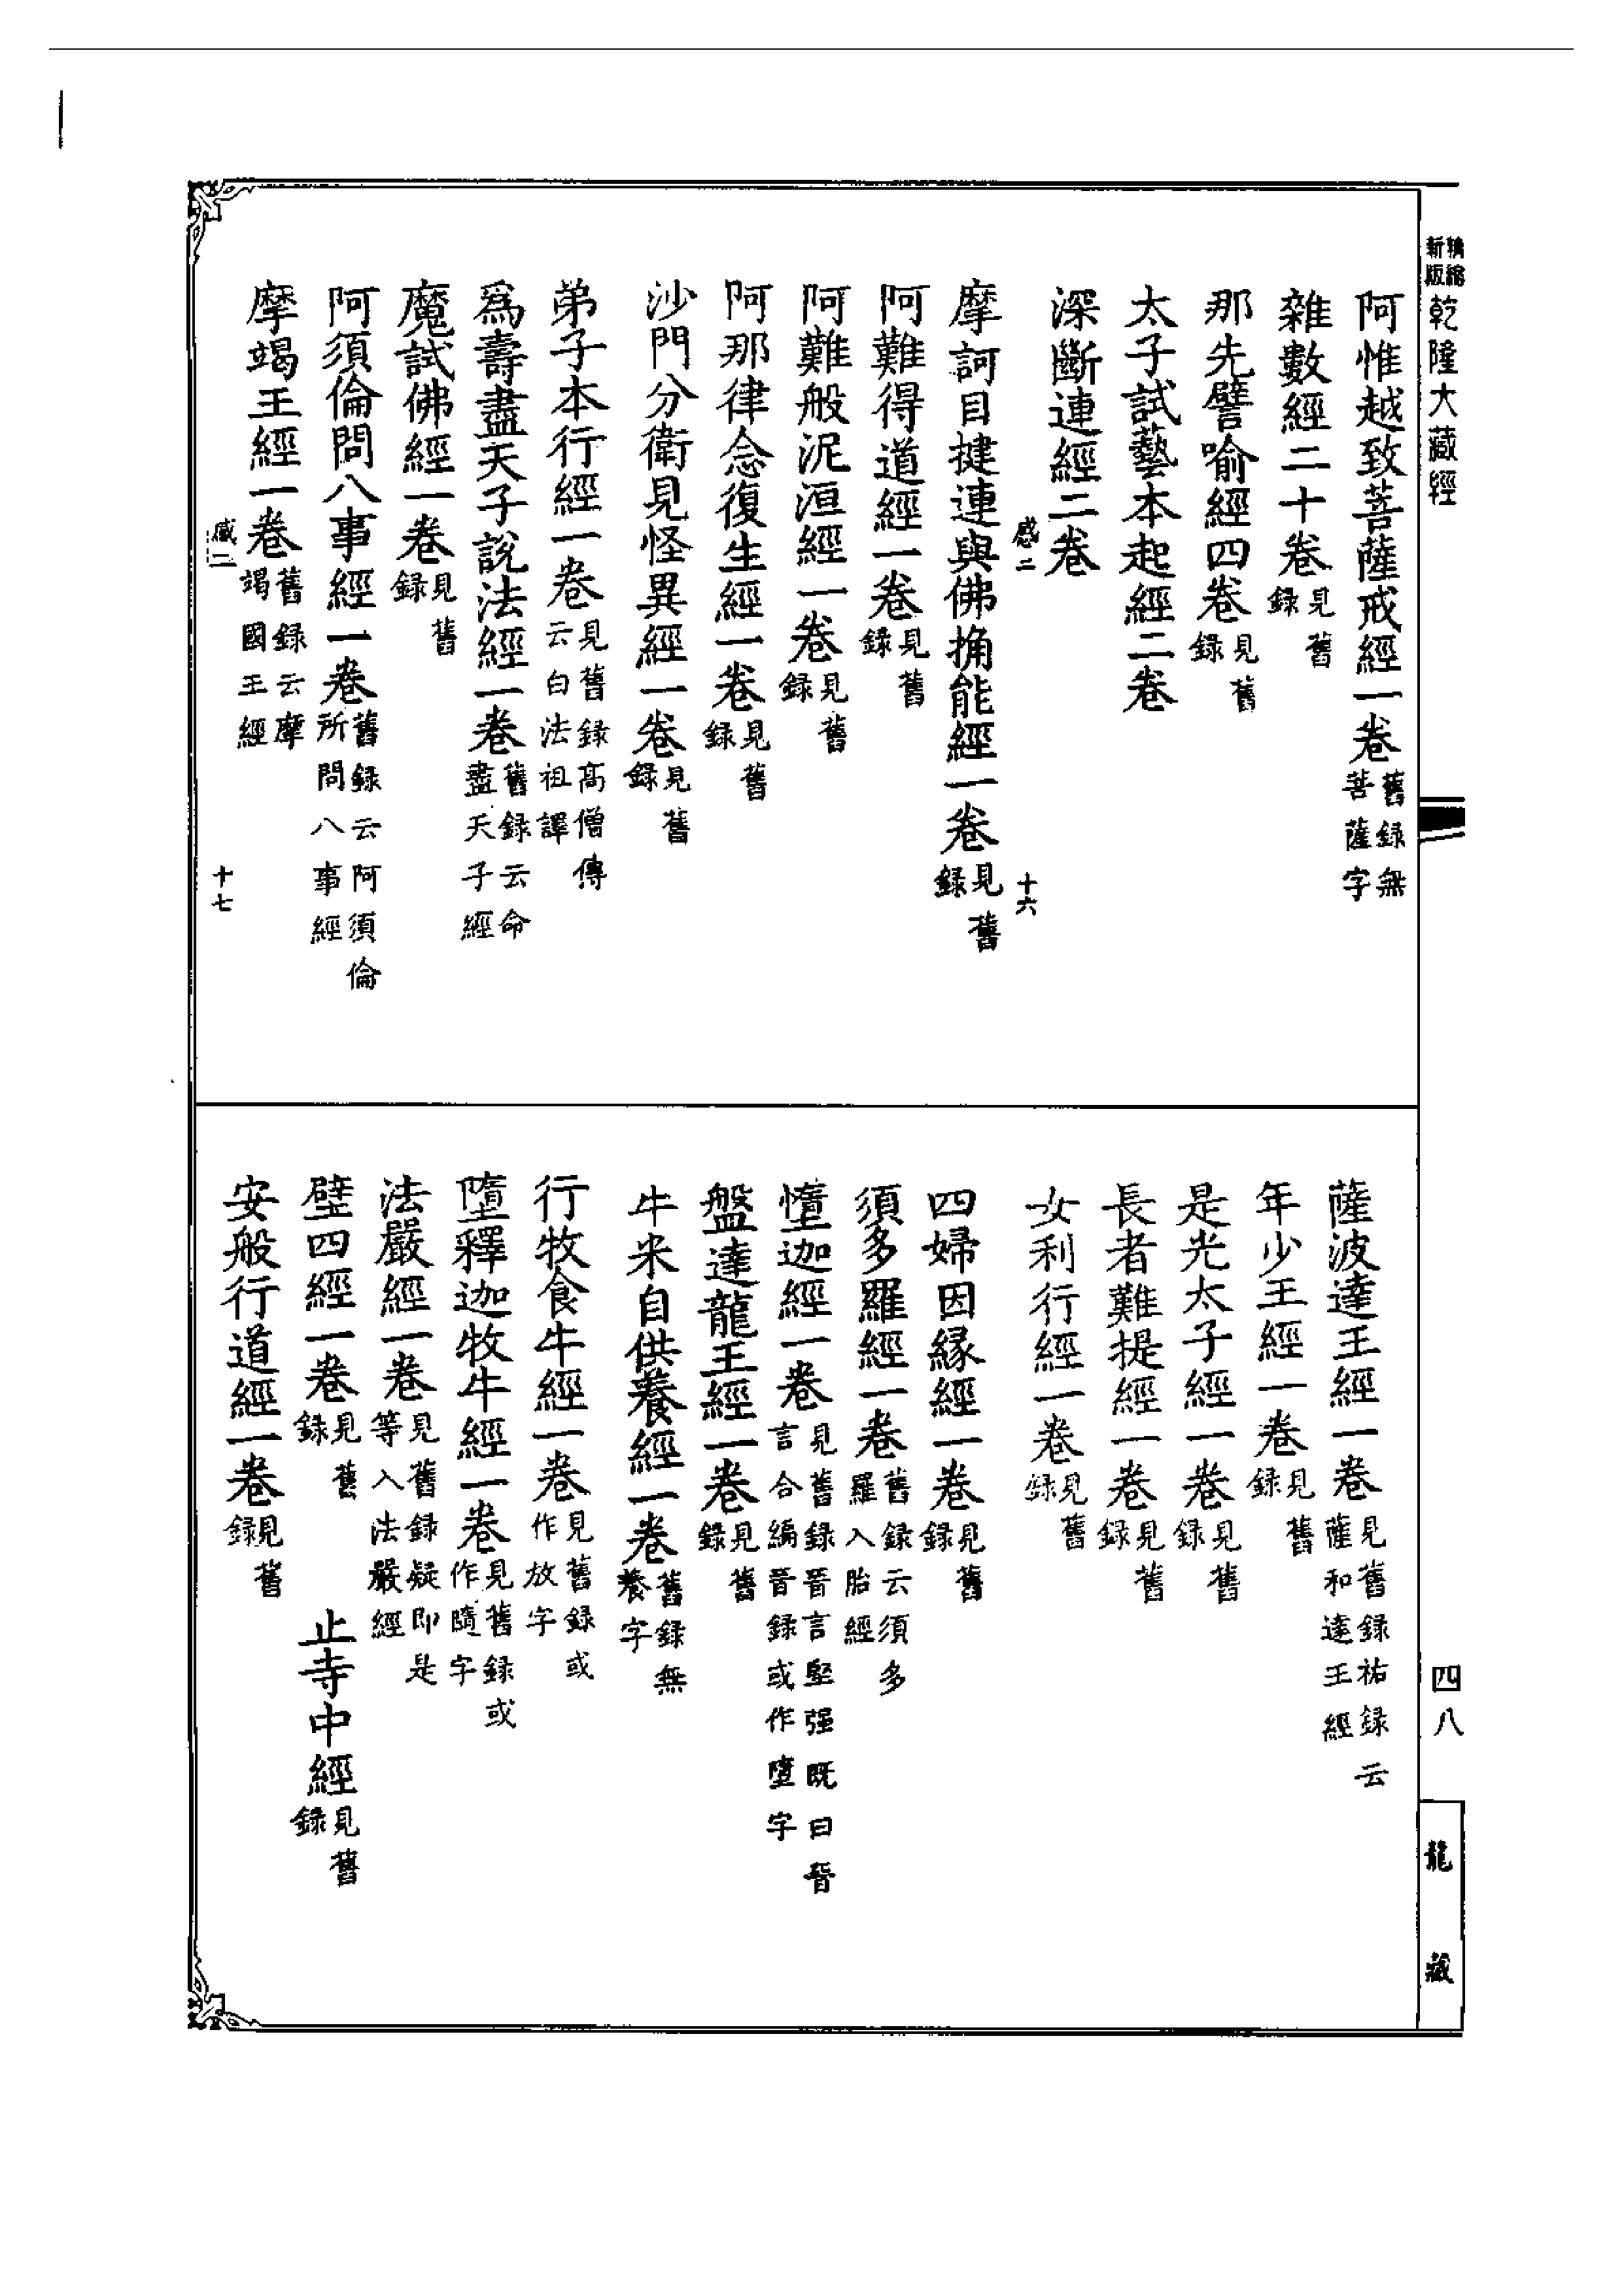 新版精縮
乾隆大藏經
阿惟越致菩薩戒經一卷舊錄無菩薩字
雜數經二十卷見舊錄
那先譬喻經四卷見舊錄
太子試藝本起經二卷
深斷連經二卷
感二
十六
摩訶目揵連與佛捔能經一卷見舊錄
阿難得道經一卷見舊錄
阿難般泥洹經一卷見舊錄
阿那律念復生經一卷見舊錄
沙門分衛見怪異經一卷見舊錄
弟子本行經一卷見舊錄高僧傳云白法祖譯
爲壽盡天子說法經一卷舊錄云命盡天子經
魔試佛經一卷見舊錄
阿須倫問八事經一卷舊錄云阿須倫所問八事經
摩竭王經一卷舊錄云摩竭國王經
感二
十七
薩波達王經一卷見舊錄祐錄云薩和達王經
年少王經一卷見舊錄
是光太子經一卷見舊錄
長者難提經一卷見舊錄
女利行經一卷見舊錄
四婦因緣經一卷見舊錄
須多羅經一卷舊錄云須多羅入胎經
憧迦經一卷見舊錄晉言堅强既曰晉言合編晉錄或作墮字
盤達龍王經一卷見舊錄
牛米自供養經一卷舊錄無養字
行牧食牛經一卷見舊錄或作放字
墮釋迦牧牛經一卷見舊錄或作隨字
法嚴經一卷見舊錄疑即是等入法嚴經
壁四經一卷見舊錄 止寺中經見舊錄
安般行道經一卷見舊錄
四八
龍藏